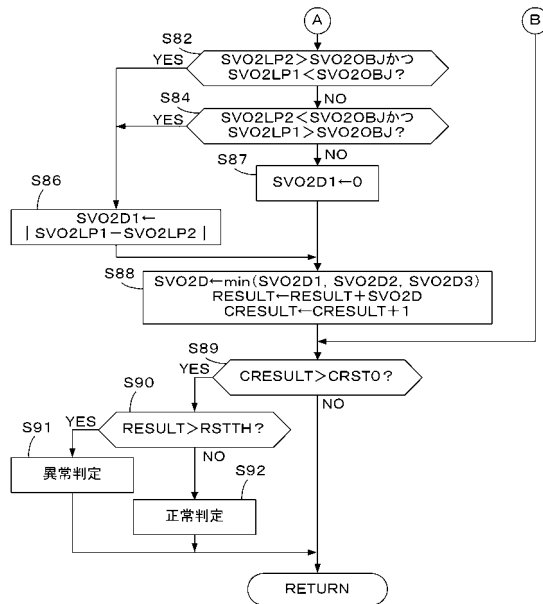 A
B
S82
YES
SVO2LP2>SVO2OBJかつ
SVO2LP1<SVO2OBJ?
NO
S84
YES
SVO2LP2<SVO2OBJかつ
SVO2LP1>SVO2OBJ?
NO
S87
SVO2D1←0
S86
SVO2D1←
|SVO2LP1-SVO2LP2|
S88
SVO2D←min(SVO2D1, SVO2D2, SVO2D3)
RESULT←RESULT+SVO2D
CRESULT←CRESULT+1
S89
YES
CRESULT>CRST0?
NO
S90
YES
RESULT>RSTTH?
NO
S91
異常判定
S92
正常判定
RETURN